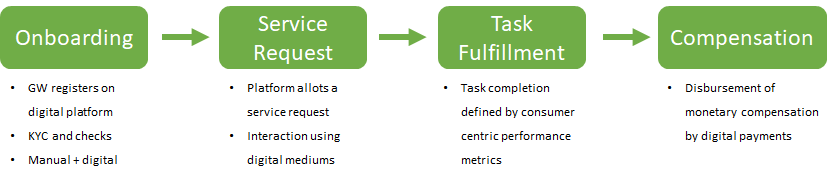 Onboarding
• GW registers on
digital platform
• KYC and checks
• Manual + digital
Service
Request
• Platform allots a
service request
• Interaction using
digital mediums
Task
Fulfillment
• Task completion
defined by consumer
centric performance
metrics
Compensation
• Disbursement of
monetary compensation
by digital payments